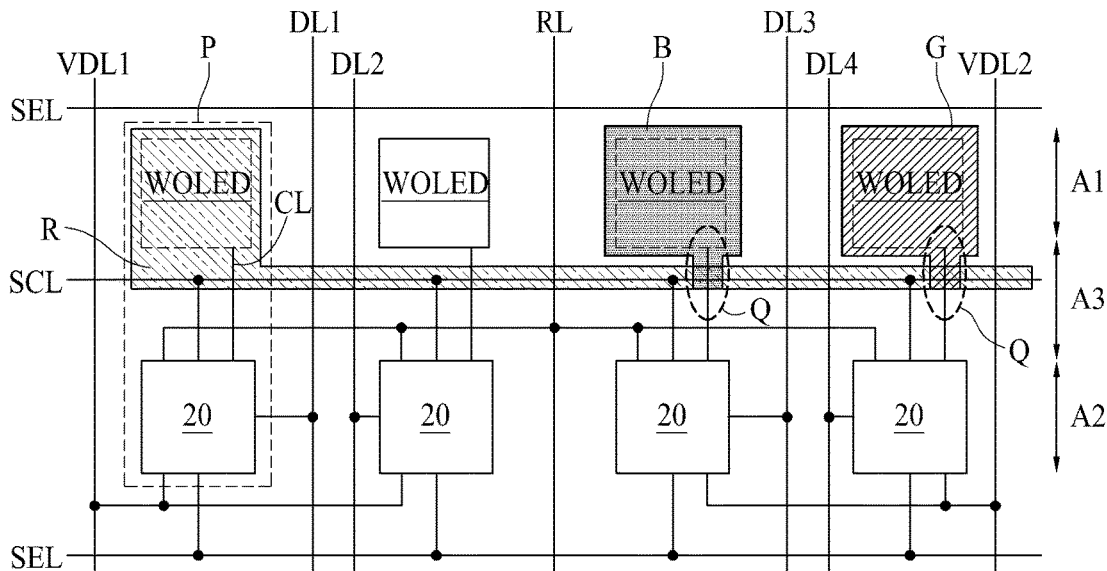 DL1 RL DL3
P B G
VDL1 DL2 DL4 VDL2
SEL
WOLED WOLED WOLED WOLED A1
CL
R
SCL A3
Q Q
20 20 20 20 A2
SEL